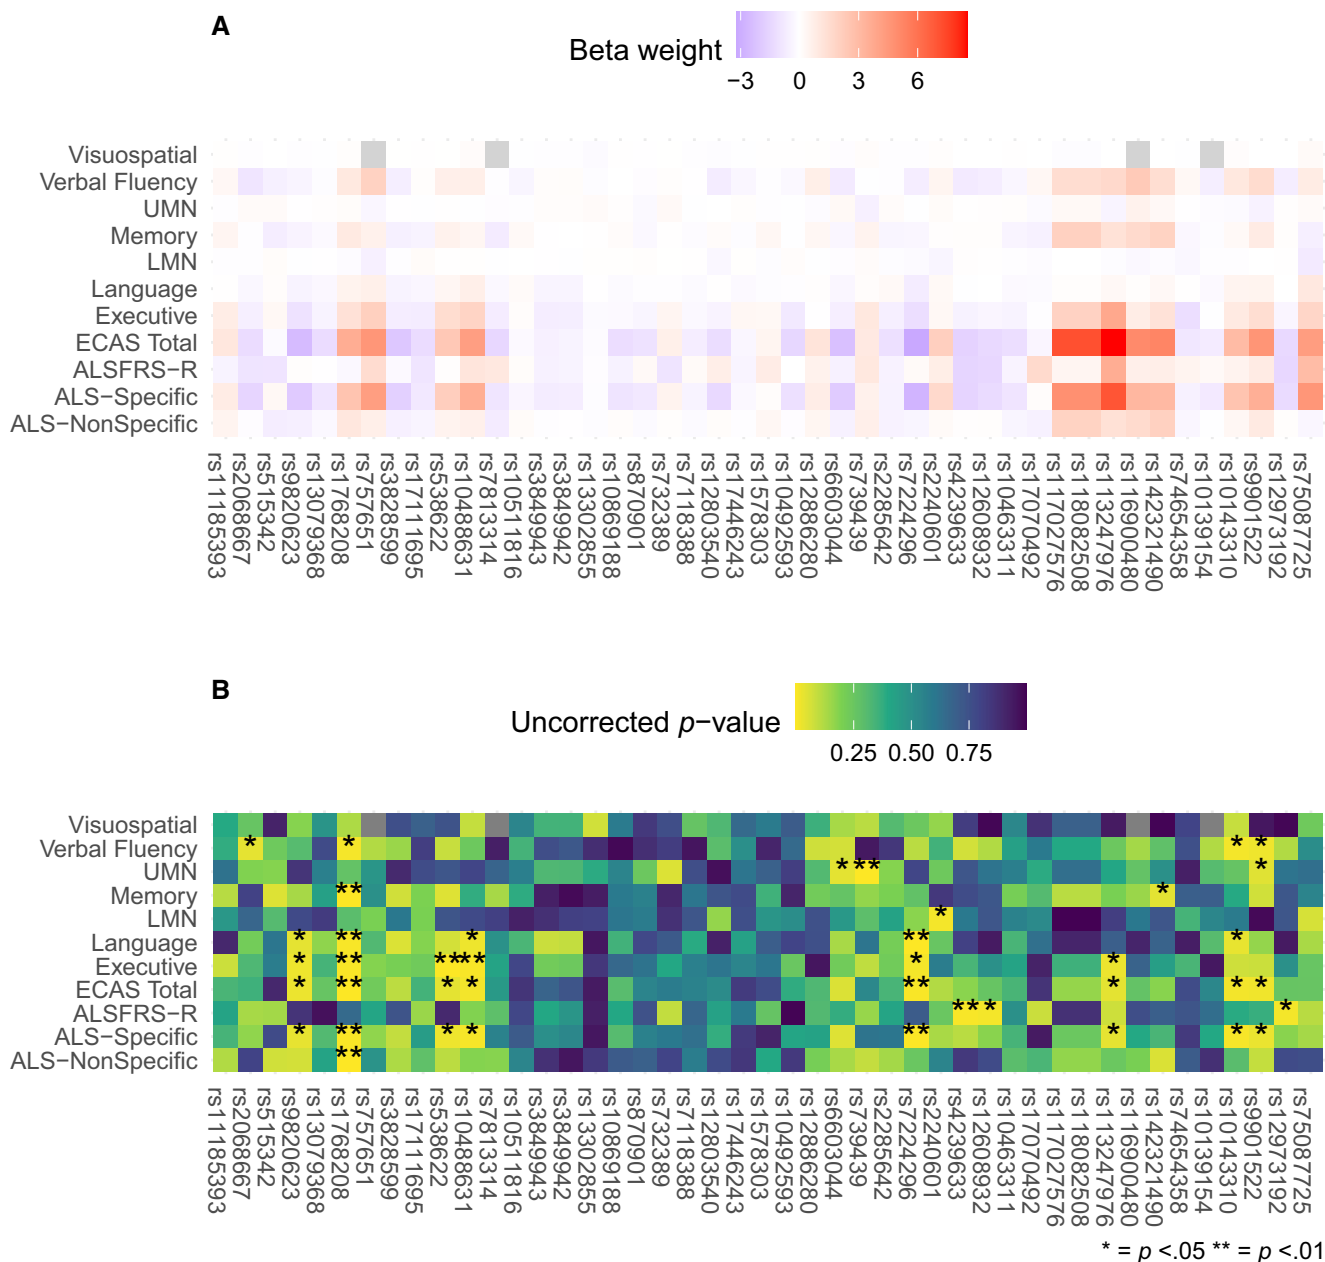 A
Beta weight
−3 0 3 6
Visuospatial
Verbal Fluency
UMN
Memory
LMN
Language
Executive
ECAS Total
ALSFRS−R
ALS−Specific
ALS−NonSpecific
rs11185393
rs2068667
rs515342
rs9820623
rs13079368
rs1768208
rs757651
rs3828599
rs17111695
rs538622
rs10488631
rs7813314
rs10511816
rs3849943
rs3849942
rs13302855
rs10869188
rs870901
rs732389
rs7118388
rs12803540
rs17446243
rs1578303
rs10492593
rs12886280
rs6603044
rs739439
rs2285642
rs7224296
rs2240601
rs4239633
rs12608932
rs10463311
rs17070492
rs117027576
rs118082508
rs113247976
rs116900480
rs142321490
rs74654358
rs10139154
rs10143310
rs9901522
rs12973192
rs75087725
B
Uncorrected p−value
0.25 0.50 0.75
Visuospatial
Verbal Fluency * * * *
UMN * ** *
Memory ** *
LMN *
Language * ** * ** *
Executive * ** ** ** * *
ECAS Total * ** * * ** * * *
ALSFRS−R ** * *
ALS−Specific * ** * * ** * * *
ALS−NonSpecific **
rs11185393
rs2068667
rs515342
rs9820623
rs13079368
rs1768208
rs757651
rs3828599
rs17111695
rs538622
rs10488631
rs7813314
rs10511816
rs3849943
rs3849942
rs13302855
rs10869188
rs870901
rs732389
rs7118388
rs12803540
rs17446243
rs1578303
rs10492593
rs12886280
rs6603044
rs739439
rs2285642
rs7224296
rs2240601
rs4239633
rs12608932
rs10463311
rs17070492
rs117027576
rs118082508
rs113247976
rs116900480
rs142321490
rs74654358
rs10139154
rs10143310
rs9901522
rs12973192
rs75087725
* = p <.05 ** = p <.01